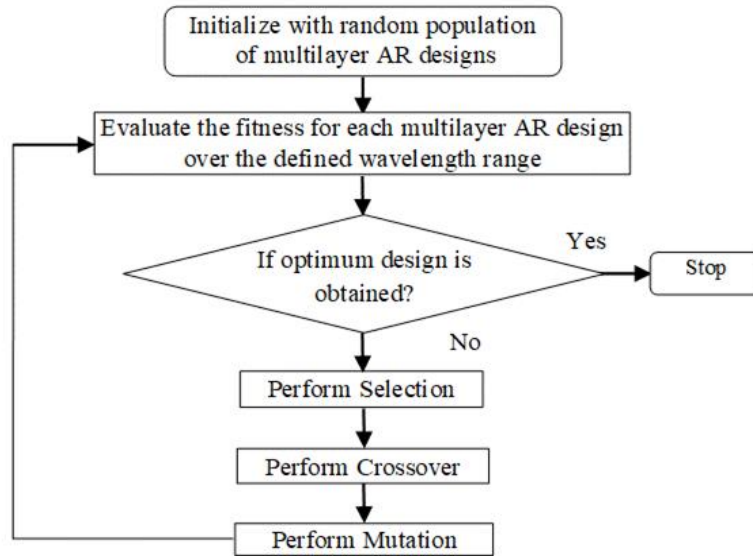 Initialize with random population
of multilayer AR designs
Evaluate the fitness for each multilayer AR design
over the defined wavelength range
If optimum design is
obtained?
Yes
Stop
No
Perform Selection
Perform Crossover
Perform Mutation